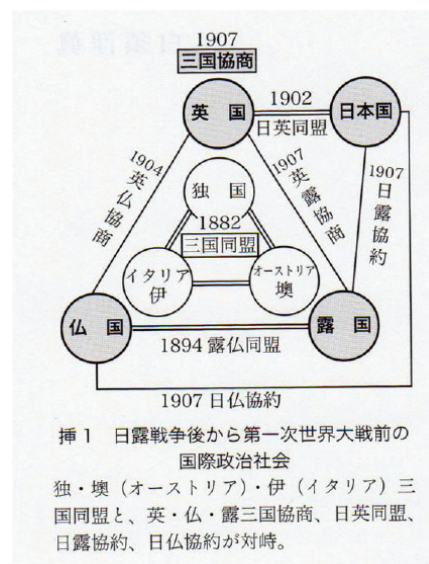 1907
三国協商
英 国
1902
日英同盟
日本国
1904
英仏協商
独 国
1907
英露協商
1907
日露協約
1882
三国同盟
イタリア
伊
オーストリア
墺
仏 国
露 国
1894 露仏同盟
1907 日仏協約
挿1 日露戦争後から第一次世界大戦前の
国際政治社会
独・墺（オーストリア）・伊（イタリア）三
国同盟と、英・仏・露三国協商、日英同盟、
日露協約、日仏協約が対峙。